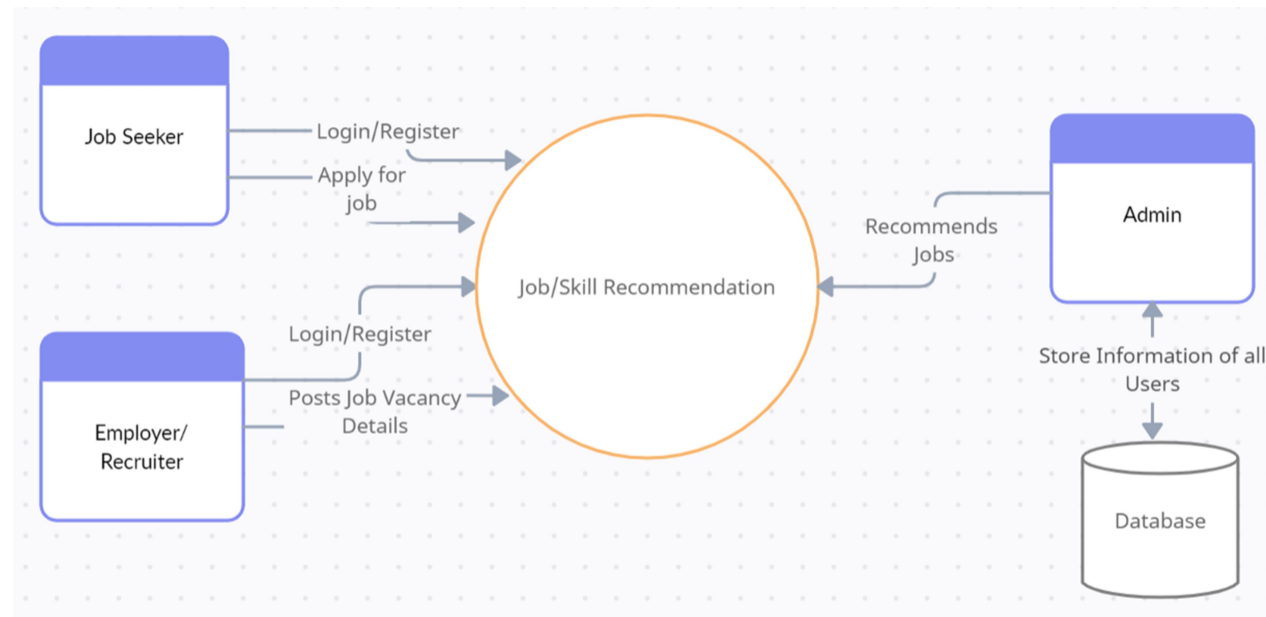 Job Seeker
Login/Register
Apply for
job
Job/Skill Recommendation
Recommends
Jobs
Admin
Login/Register
Posts Job Vacancy
Details
Employer/
Recruiter
Store Information of all
Users
Database